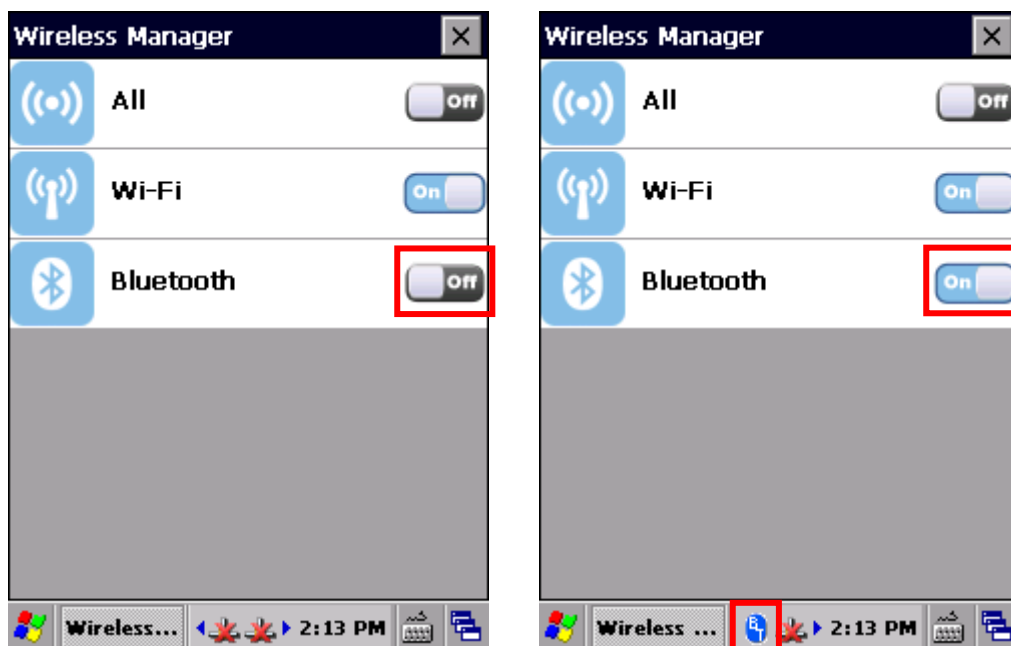 Wireless Manager
All
Off
Wi-Fi
On
Bluetooth
Off
Wireless...
2:13 PM
Wireless Manager
All
Off
Wi-Fi
On
Bluetooth
On
Wireless ...
2:13 PM